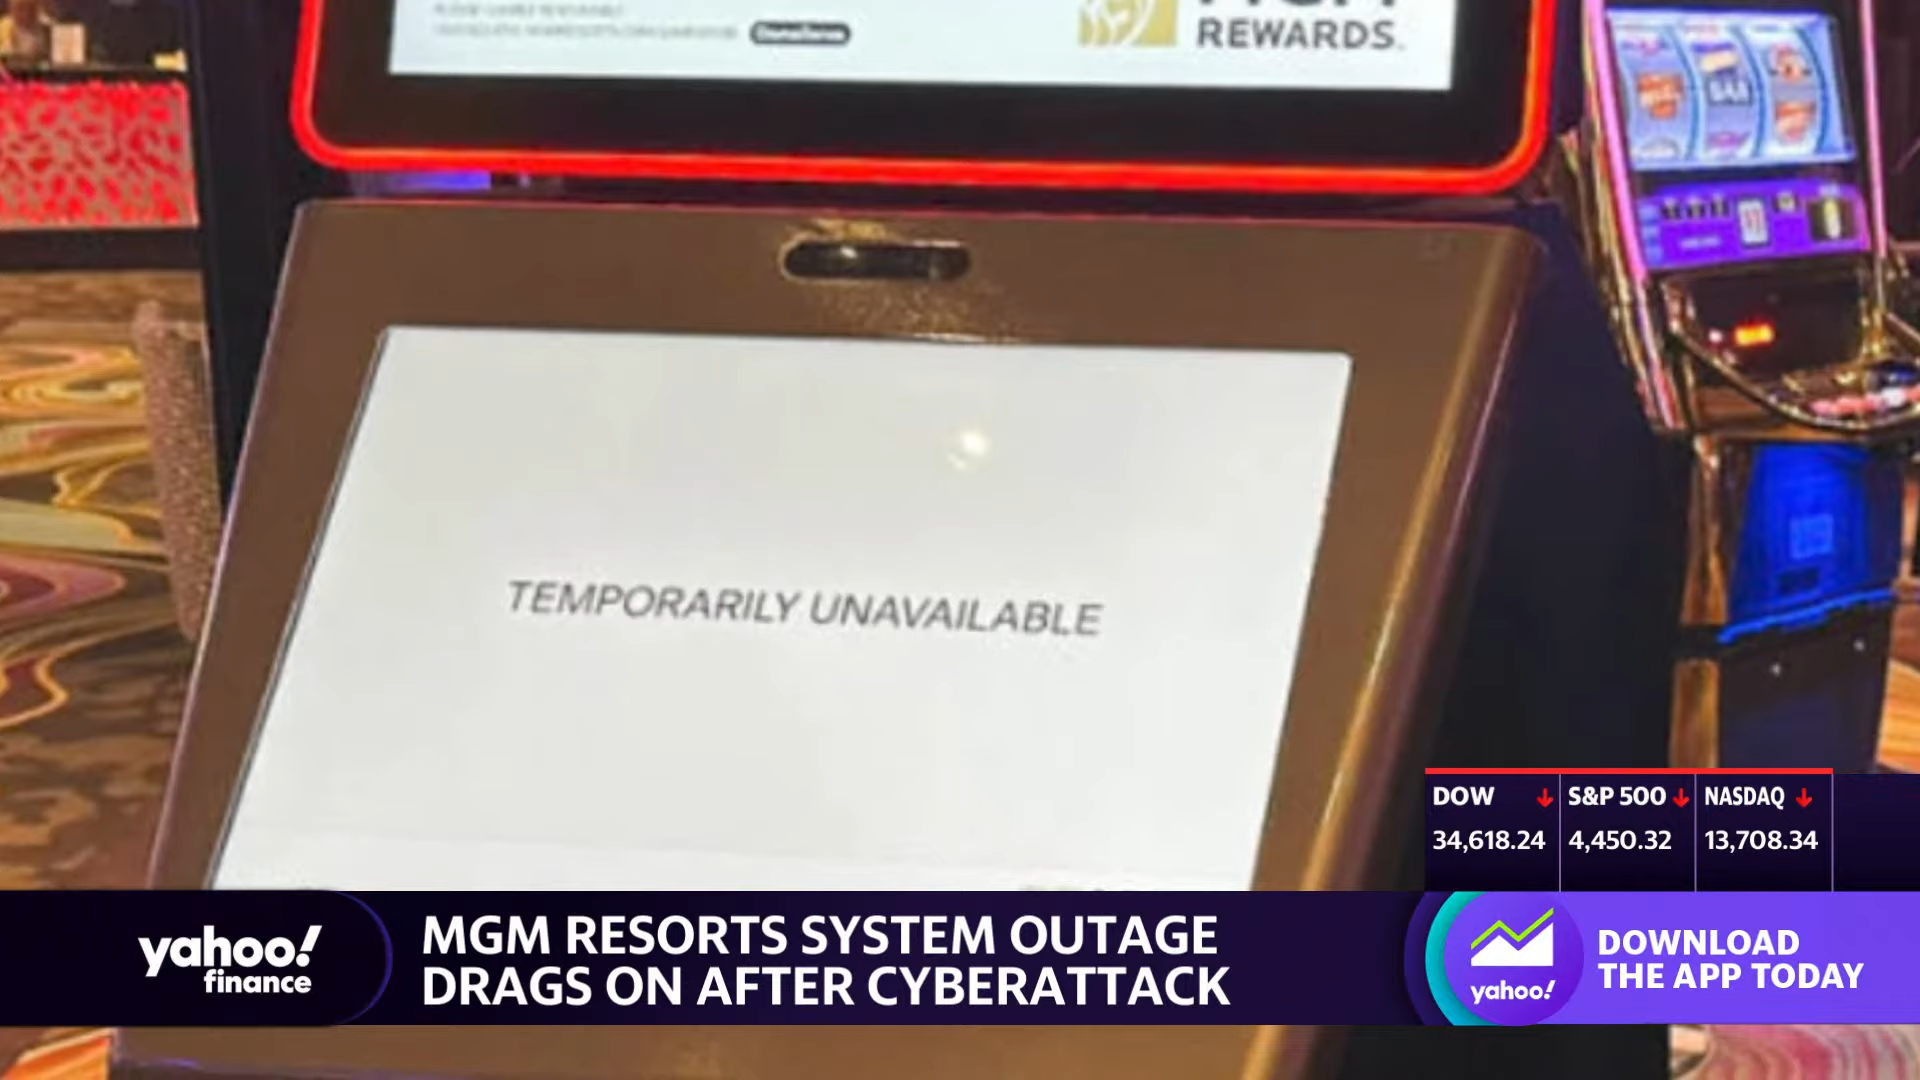 GameSense
REWARDS
TEMPORARILY UNAVAILABLE
DOW
34,618.24
S&P 500
4,450.32
NASDAQ
13,708.34
yahoo!
finance
MGM RESORTS SYSTEM OUTAGE
DRAGS ON AFTER CYBERATTACK
yahoo!
DOWNLOAD
THE APP TODAY